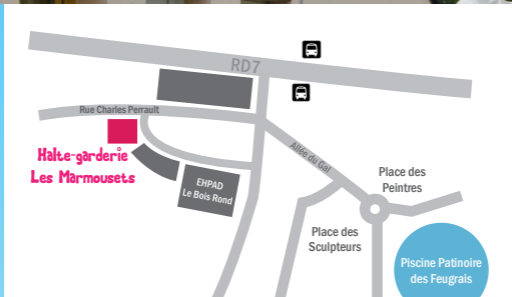 RD7
Rue Charles Perrault
Halte-garderie
Les Marmousets
EHPAD
Le Bois Rond
Allée du Gal
Place des
Peintres
Place des
Sculpteurs
Piscine Patinoire
des Feugrais